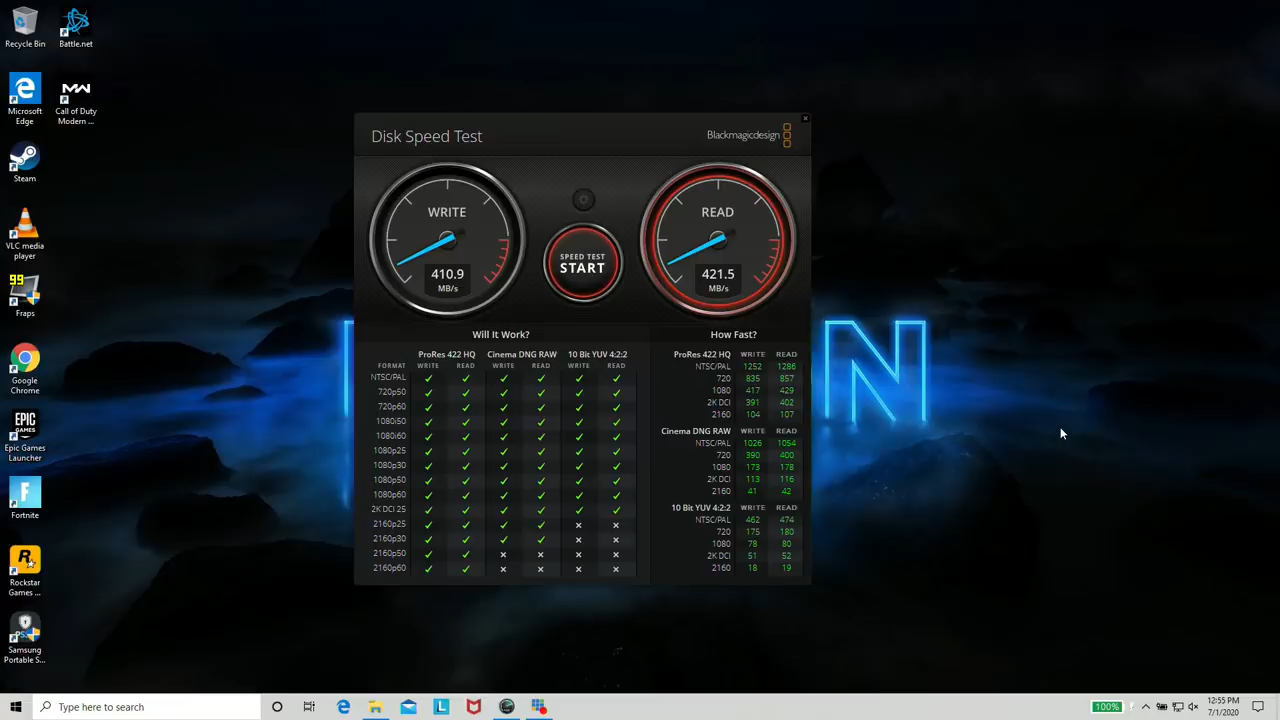 Recycle Bin
Battle.net
Microsoft
Edge
Call of Duty
Modern ...
Steam
VLC media
player
99
Fraps
Google
Chrome
EPIC
GAMES
Epic Games
Launcher
Fortnite
Rockstar
Games ...
Samsung
Portable S...
Disk Speed Test
Blackmagicdesign
WRITE
410.9
MB/s
SPEED TEST
START
READ
421.5
MB/s
Will It Work?
ProRes 422 HQ Cinema DNG RAW 10 Bit YUV 4:2:2
FORMAT WRITE READ WRITE READ WRITE READ
NTSC/PAL ✓ ✓ ✓ ✓ ✓ ✓
720p50 ✓ ✓ ✓ ✓ ✓ ✓
720p60 ✓ ✓ ✓ ✓ ✓ ✓
1080i50 ✓ ✓ ✓ ✓ ✓ ✓
1080i60 ✓ ✓ ✓ ✓ ✓ ✓
1080p25 ✓ ✓ ✓ ✓ ✓ ✓
1080p30 ✓ ✓ ✓ ✓ ✓ ✓
1080p50 ✓ ✓ ✓ ✓ ✓ ✓
1080p60 ✓ ✓ ✓ ✓ ✓ ✓
2K DCI 25 ✓ ✓ ✓ ✓ ✓ ✓
2160p25 ✓ ✓ ✓ ✓ × ×
2160p30 ✓ ✓ ✓ ✓ × ×
2160p50 ✓ ✓ × × × ×
2160p60 ✓ ✓ × × × ×
How Fast?
ProRes 422 HQ WRITE READ
NTSC/PAL 1252 1286
720 835 857
1080 417 429
2K DCI 391 402
2160 104 107
Cinema DNG RAW WRITE READ
NTSC/PAL 1026 1054
720 390 400
1080 173 178
2K DCI 113 116
2160 41 42
10 Bit YUV 4:2:2 WRITE READ
NTSC/PAL 462 474
720 175 180
1080 78 80
2K DCI 51 52
2160 18 19
N
Type here to search
100%
12:55 PM
7/1/2020